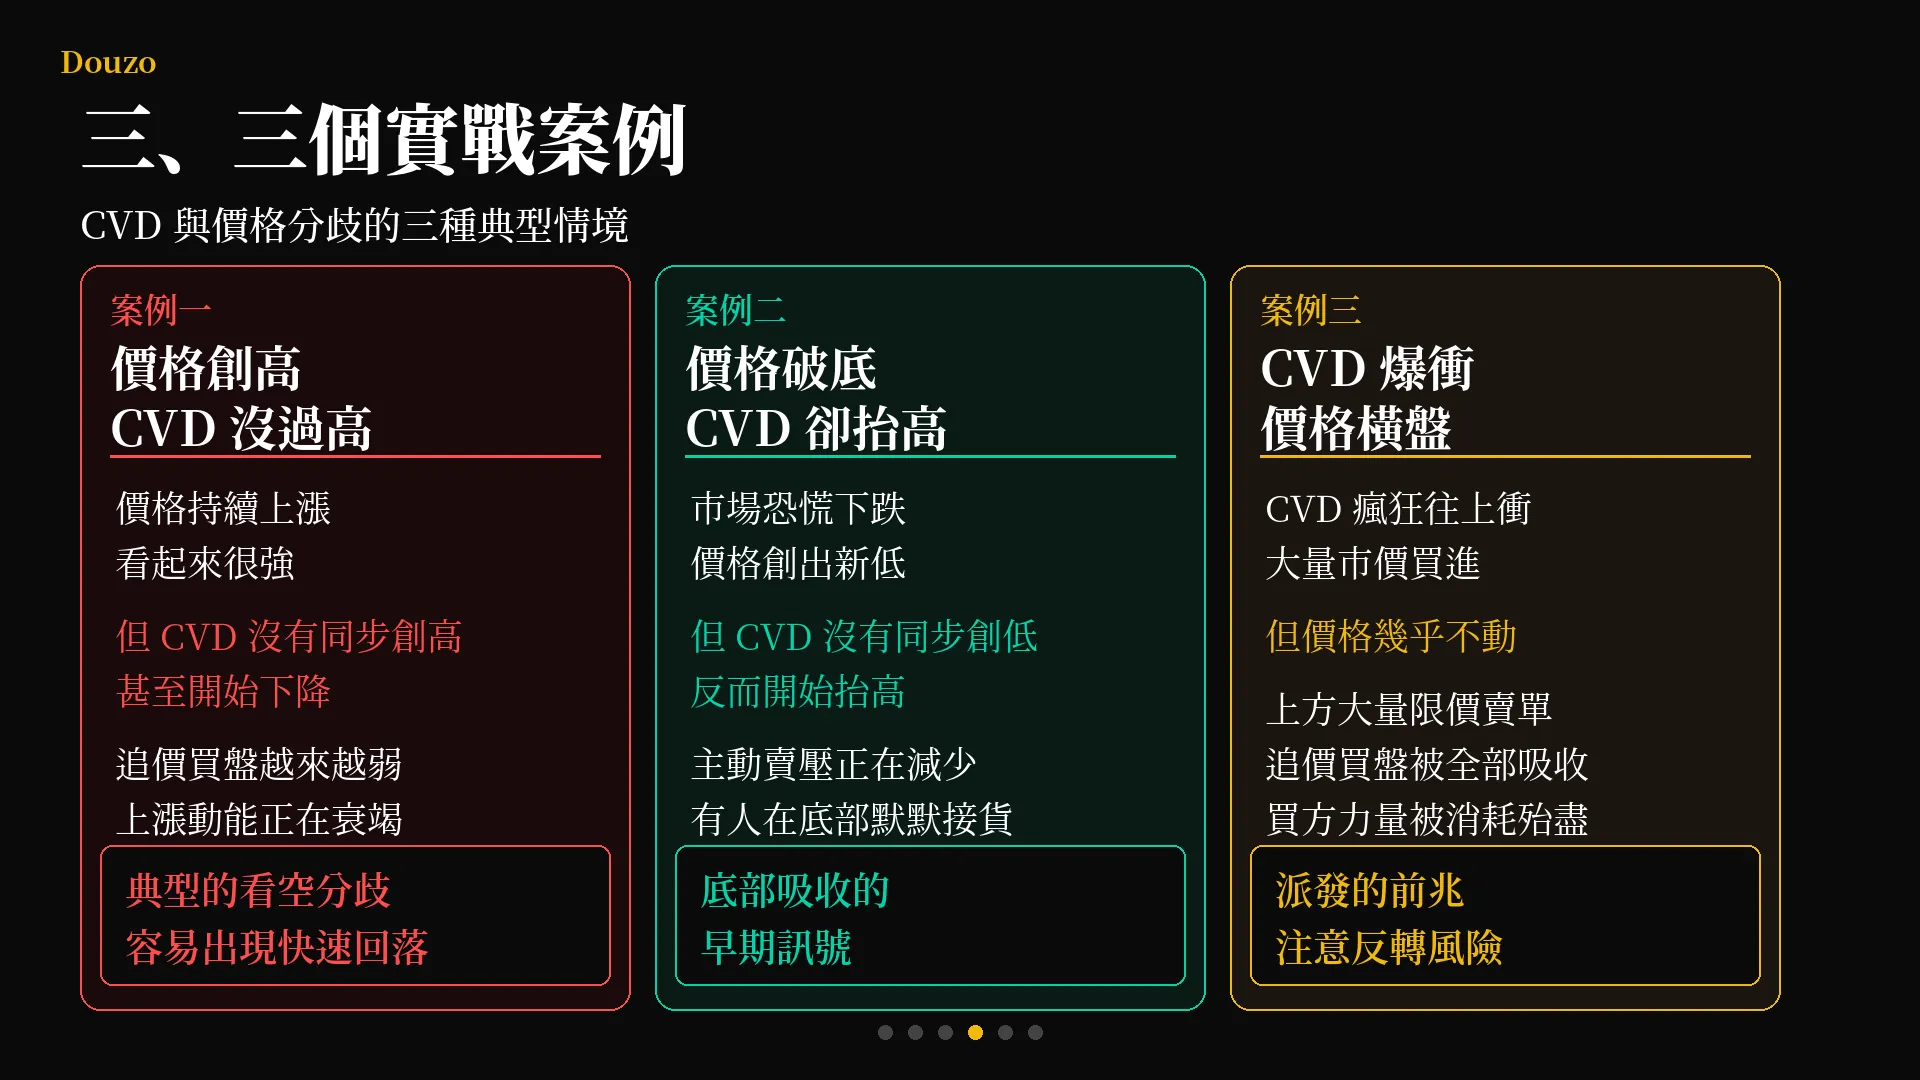 Douzo
三、三個實戰案例
CVD 與價格分歧的三種典型情境
案例一
價格創高
CVD 沒過高
價格持續上漲
看起來很強
但 CVD 沒有同步創高
甚至開始下降
追價買盤越來越弱
上漲動能正在衰竭
典型的看空分歧
容易出現快速回落
案例二
價格破底
CVD 卻抬高
市場恐慌下跌
價格創出新低
但 CVD 沒有同步創低
反而開始抬高
主動賣壓正在減少
有人在底部默默接貨
底部吸收的
早期訊號
案例三
CVD 爆衝
價格橫盤
CVD 瘋狂往上衝
大量市價買進
但價格幾乎不動
上方大量限價賣單
追價買盤被全部吸收
買方力量被消耗殆盡
派發的前兆
注意反轉風險